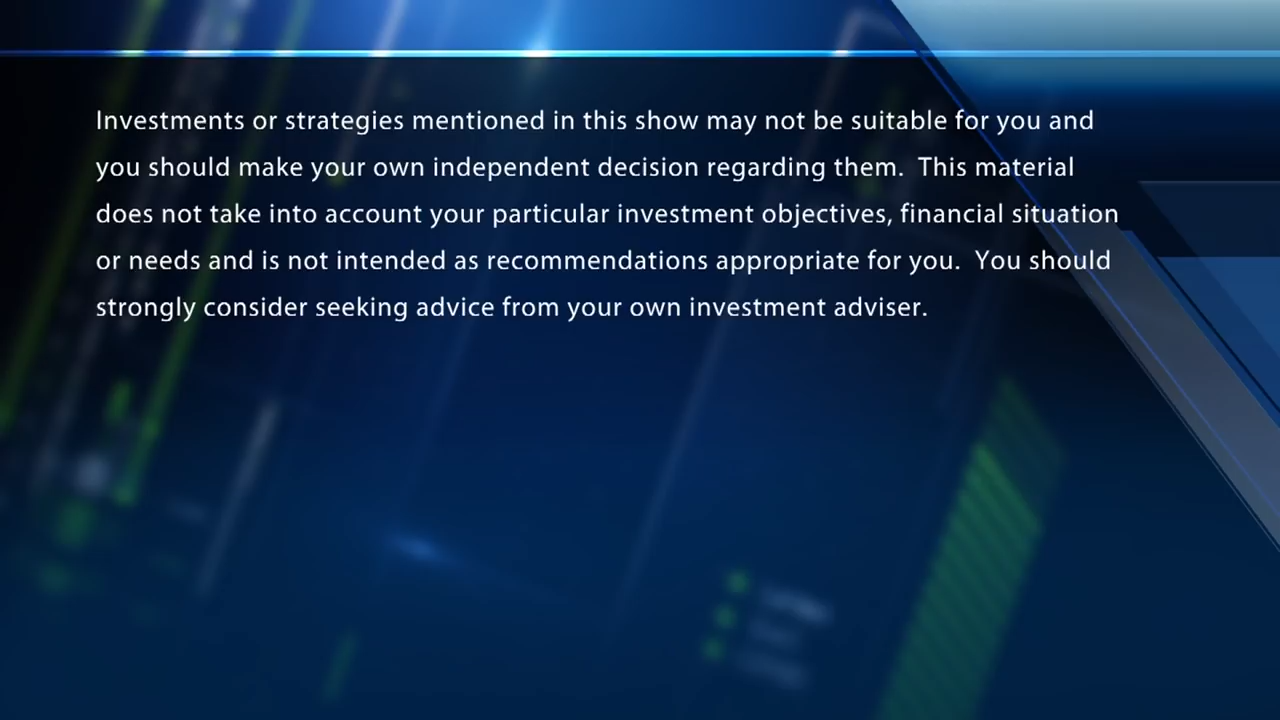 Investments or strategies mentioned in this show may not be suitable for you and
you should make your own independent decision regarding them.  This material
does not take into account your particular investment objectives, financial situation
or needs and is not intended as recommendations appropriate for you.  You should
strongly consider seeking advice from your own investment adviser.